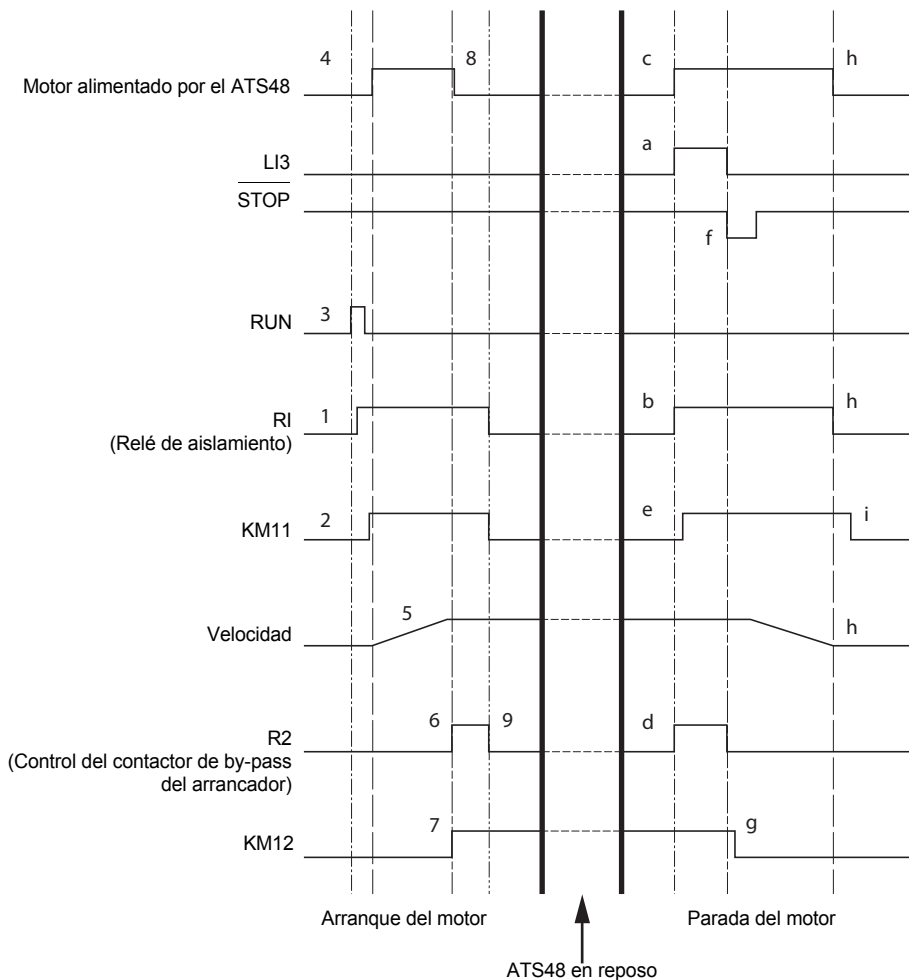 4 8 c h
Motor alimentado por el ATS48
a
LI3
STOP
f
3
RUN
1 b h
RI
(Relé de aislamiento)
2 e i
KM11
5
Velocidad h
6 9 d
R2
(Control del contactor de by-pass
del arrancador)
7 g
KM12
Arranque del motor Parada del motor
ATS48 en reposo